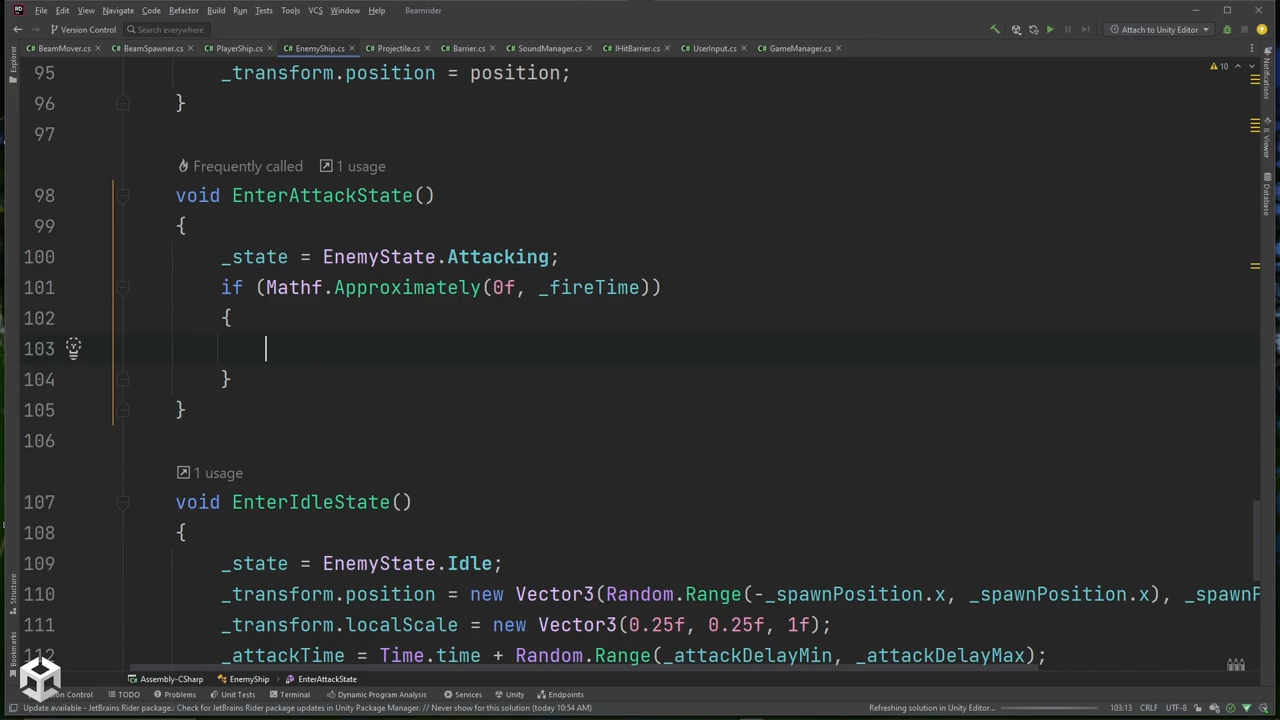 File Edit View Navigate Code Refactor Build Run Tests Tools VCS Window Help Beamrider
Version Control Search everywhere Attach to Unity Editor
BeamMover.cs BeamSpawner.cs PlayerShip.cs EnemyShip.cs Projectile.cs Barrier.cs SoundManager.cs IHitBarrier.cs UserInput.cs GameManager.cs
Explorer
Structure
Bookmarks
Notifications
IL Viewer
Database
10
95 _transform.position = position;
96 }
97
Frequently called 1 usage
98 void EnterAttackState()
99 {
100 _state = EnemyState.Attacking;
101 if (Mathf.Approximately(0f, _fireTime))
102 {
103
104 }
105 }
106
1 usage
107 void EnterIdleState()
108 {
109 _state = EnemyState.Idle;
110 _transform.position = new Vector3(Random.Range(-_spawnPosition.x, _spawnPosition.x), _spawnP
111 _transform.localScale = new Vector3(0.25f, 0.25f, 1f);
112 _attackTime = Time.time + Random.Range(_attackDelayMin, _attackDelayMax);
Assembly-CSharp EnemyShip EnterAttackState
Control TODO Problems Unit Tests Terminal Dynamic Program Analysis Services Unity Endpoints
Update available - JetBrains Rider package.: Check for JetBrains Rider package updates in Unity Package Manager. // Never show for this solution (today 10:54 AM) Refreshing solution in Unity Editor... 103:13 CRLF UTF-8